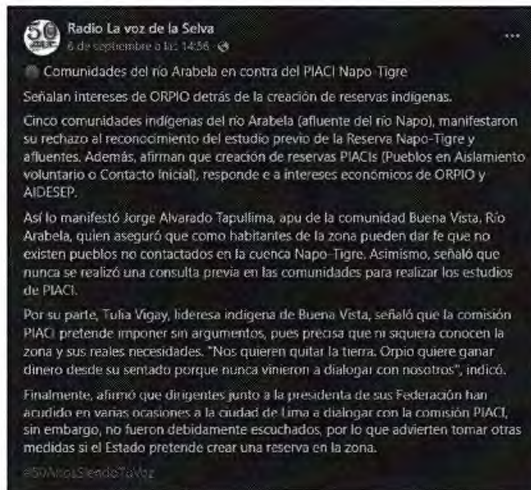 50
Radio La voz de la Selva
6 de septiembre a las 14:56
Comunidades del río Arabela en contra del PIACI Napo-Tigre
Señalan intereses de ORPIO detrás de la creación de reservas indígenas.
Cinco comunidades indígenas del río Arabela (afluente del río Napo), manifestaron
su rechazo al reconocimiento del estudio previo de la Reserva Napo-Tigre y
afluentes. Además, afirman que creación de reservas PIACIs (Pueblos en Aislamiento
voluntario o Contacto Inicial), responde e a intereses económicos de ORPIO y
AIDESEP.
Así lo manifestó Jorge Alvarado Tapullima, apu de la comunidad Buena Vista, Río
Arabela, quien aseguró que como habitantes de la zona pueden dar fe que no
existen pueblos no contactados en la cuenca Napo-Tigre. Asimismo, señaló que
nunca se realizó una consulta previa en las comunidades para realizar los estudios
de PIACI.
Por su parte, Tulia Vigay, lideresa indígena de Buena Vista, señaló que la comisión
PIACI pretende imponer sin argumentos, pues precisa que ni siquiera conocen la
zona y sus reales necesidades. "Nos quieren quitar la tierra. Orpio quiere ganar
dinero desde su sentado porque nunca vinieron a dialogar con nosotros", indicó.
Finalmente, afirmó que dirigentes junto a la presidenta de sus Federación han
acudido en varias ocasiones a la ciudad de Lima a dialogar con la comisión PIACI,
sin embargo, no fueron debidamente escuchados, por lo que advierten tomar otras
medidas si el Estado pretende crear una reserva en la zona.
#50AñosSiendoTuVoz